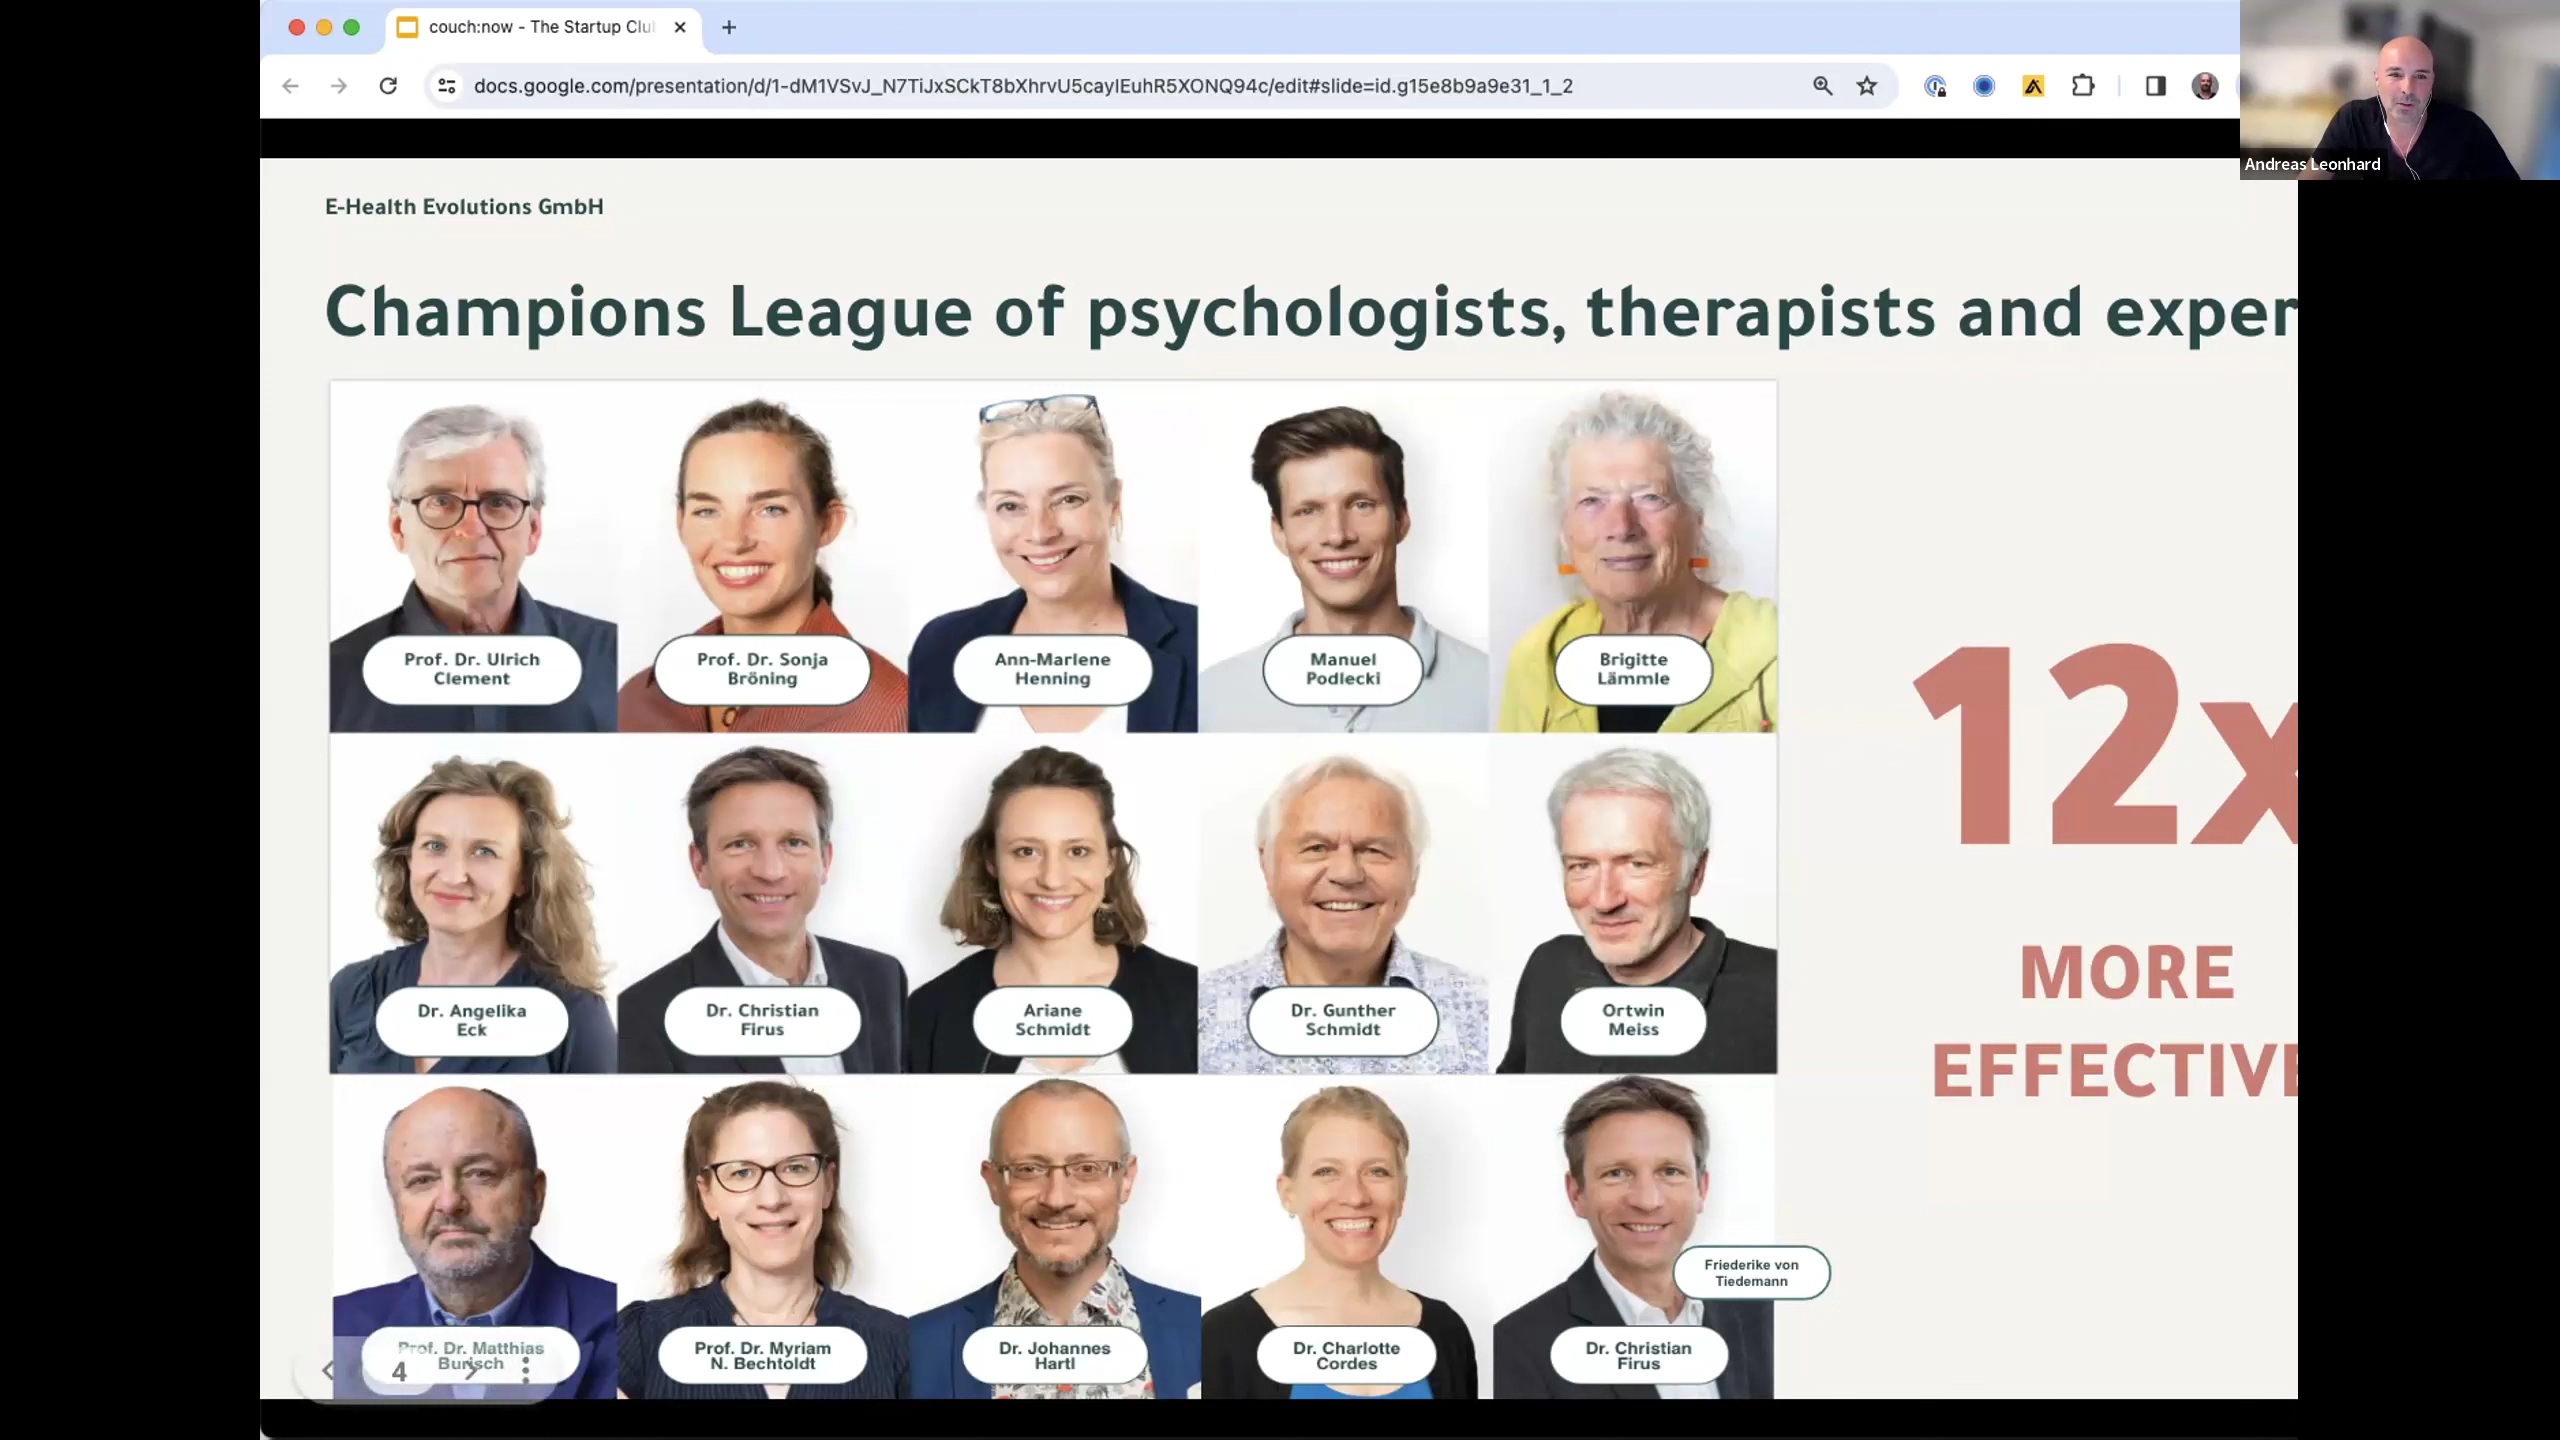 couch:now - The Startup Clu
docs.google.com/presentation/d/1-dM1VSvJ_N7TiJxSCkT8bXhrvU5caylEuhR5XONQ94c/edit#slide=id.g15e8b9a9e31_1_2
Andreas Leonhard
E-Health Evolutions GmbH
Champions League of psychologists, therapists and exper
Prof. Dr. Ulrich
Clement
Prof. Dr. Sonja
Bröning
Ann-Marlene
Henning
Manuel
Podlecki
Brigitte
Lämmle
12x
MORE
EFFECTIVE
Dr. Angelika
Eck
Dr. Christian
Firus
Ariane
Schmidt
Dr. Gunther
Schmidt
Ortwin
Meiss
Prof. Dr. Matthias
Burisch
Prof. Dr. Myriam
N. Bechtoldt
Dr. Johannes
Hartl
Dr. Charlotte
Cordes
Friederike von
Tiedemann
Dr. Christian
Firus
4